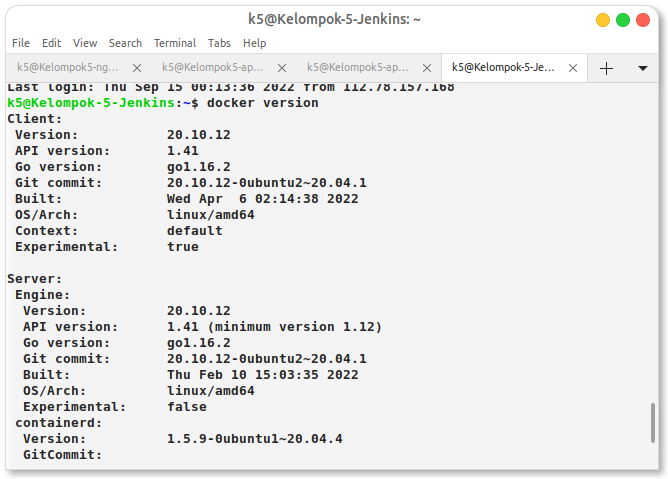 k5@Kelompok-5-Jenkins: ~
File Edit View Search Terminal Tabs Help
k5@Kelompok5-ng... k5@Kelompok5-ap... k5@Kelompok5-ap... k5@Kelompok-5-Je...
Last login: Thu Sep 15 00:13:36 2022 from 112.78.157.168
k5@Kelompok-5-Jenkins:~$ docker version
Client:
 Version:           20.10.12
 API version:       1.41
 Go version:        go1.16.2
 Git commit:        20.10.12-0ubuntu2~20.04.1
 Built:             Wed Apr  6 02:14:38 2022
 OS/Arch:           linux/amd64
 Context:           default
 Experimental:      true
Server:
 Engine:
  Version:          20.10.12
  API version:      1.41 (minimum version 1.12)
  Go version:       go1.16.2
  Git commit:       20.10.12-0ubuntu2~20.04.1
  Built:            Thu Feb 10 15:03:35 2022
  OS/Arch:          linux/amd64
  Experimental:     false
 containerd:
  Version:          1.5.9-0ubuntu1~20.04.4
  GitCommit: